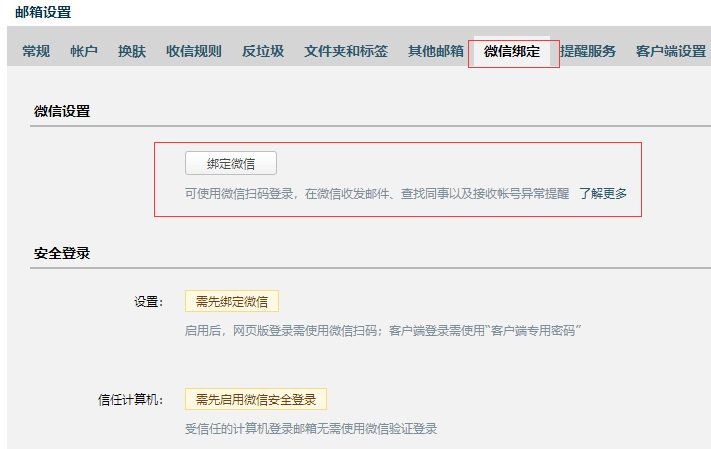 邮箱设置
常规 帐户 换肤 收信规则 反垃圾 文件夹和标签 其他邮箱 微信绑定 提醒服务 客户端设置
微信设置
绑定微信
可使用微信扫码登录，在微信收发邮件、查找同事以及接收帐号异常提醒 了解更多
安全登录
设置： 需先绑定微信
启用后，网页版登录需使用微信扫码；客户端登录需使用“客户端专用密码”
信任计算机： 需先启用微信安全登录
受信任的计算机登录邮箱无需使用微信验证登录